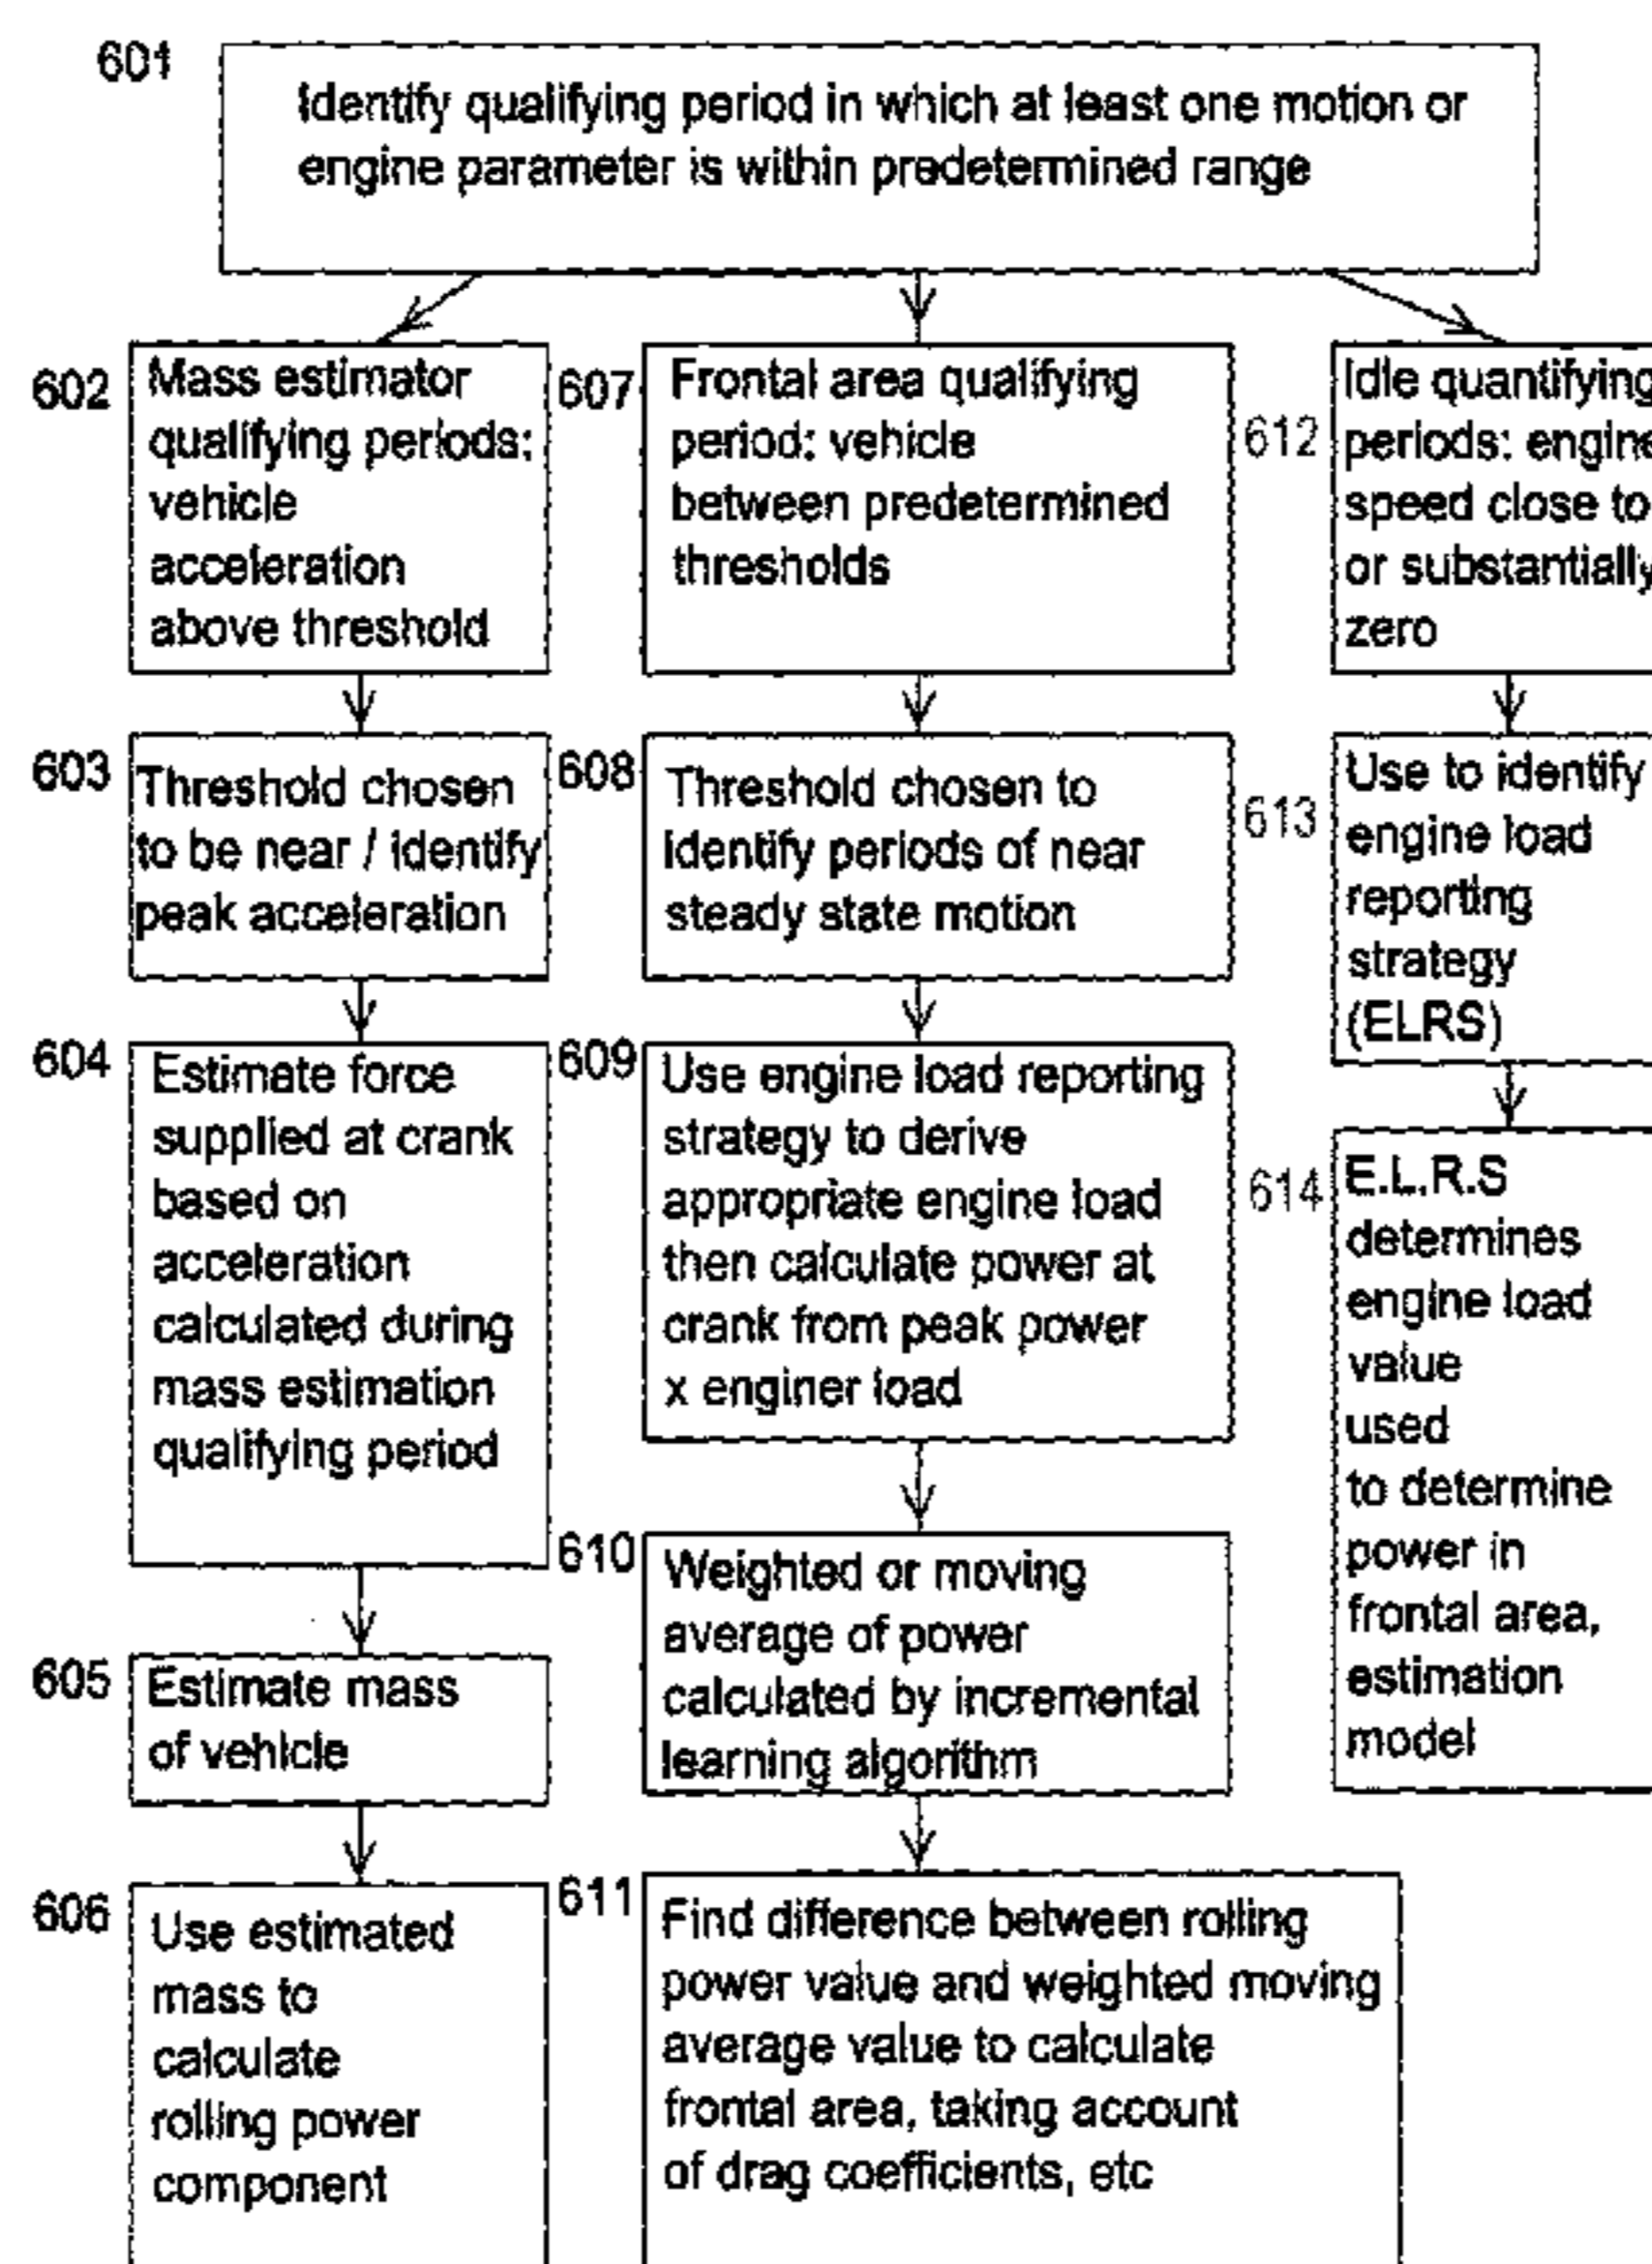 601
Identify qualifying period in which at least one motion or
engine parameter is within predetermined range
602
Mass estimator
qualifying periods:
vehicle
acceleration
above threshold
603
Threshold chosen
to be near / identify
peak acceleration
604
Estimate force
supplied at crank
based on
acceleration
calculated during
mass estimation
qualifying period
605
Estimate mass
of vehicle
606
Use estimated
mass to
calculate
rolling power
component
607
Frontal area qualifying
period: vehicle
between predetermined
thresholds
608
Threshold chosen to
identify periods of near
steady state motion
609
Use engine load reporting
strategy to derive
appropriate engine load
then calculate power at
crank from peak power
x enginer load
610
Weighted or moving
average of power
calculated by incremental
learning algorithm
611
Find difference between rolling
power value and weighted moving
average value to calculate
frontal area, taking account
of drag coefficients, etc
612
Idle quantifying
periods: engine
speed close to
or substantially
zero
613
Use to identify
engine load
reporting
strategy
(ELRS)
614
E.L.R.S
determines
engine load
value
used
to determine
power in
frontal area,
estimation
model